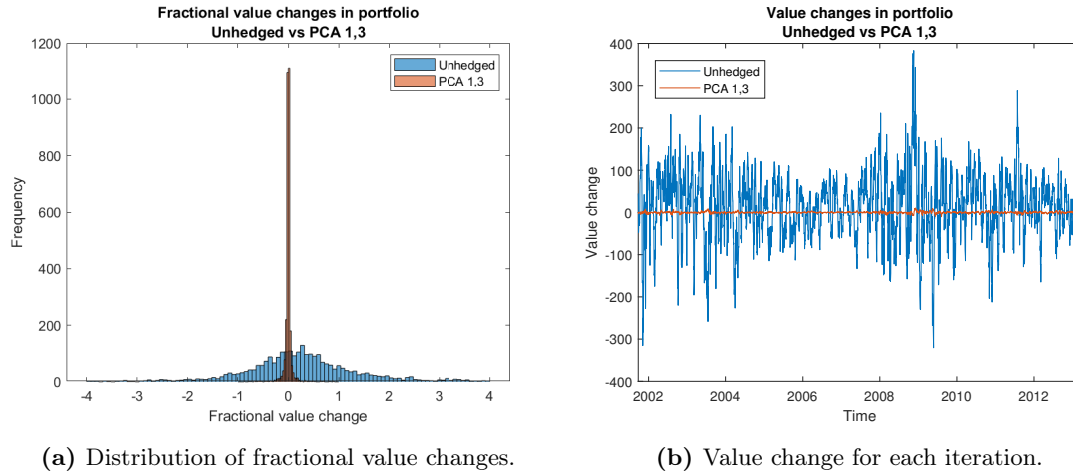 Fractional value changes in portfolio
Unhedged vs PCA 1,3
1200
1000
800
600
400
200
0
-4 -3 -2 -1 0 1 2 3 4
Frequency
Fractional value change
Unhedged
PCA 1,3
(a) Distribution of fractional value changes.
Value changes in portfolio
Unhedged vs PCA 1,3
400
300
200
100
0
-100
-200
-300
-400
2002 2004 2006 2008 2010 2012
Value change
Time
Unhedged
PCA 1,3
(b) Value change for each iteration.